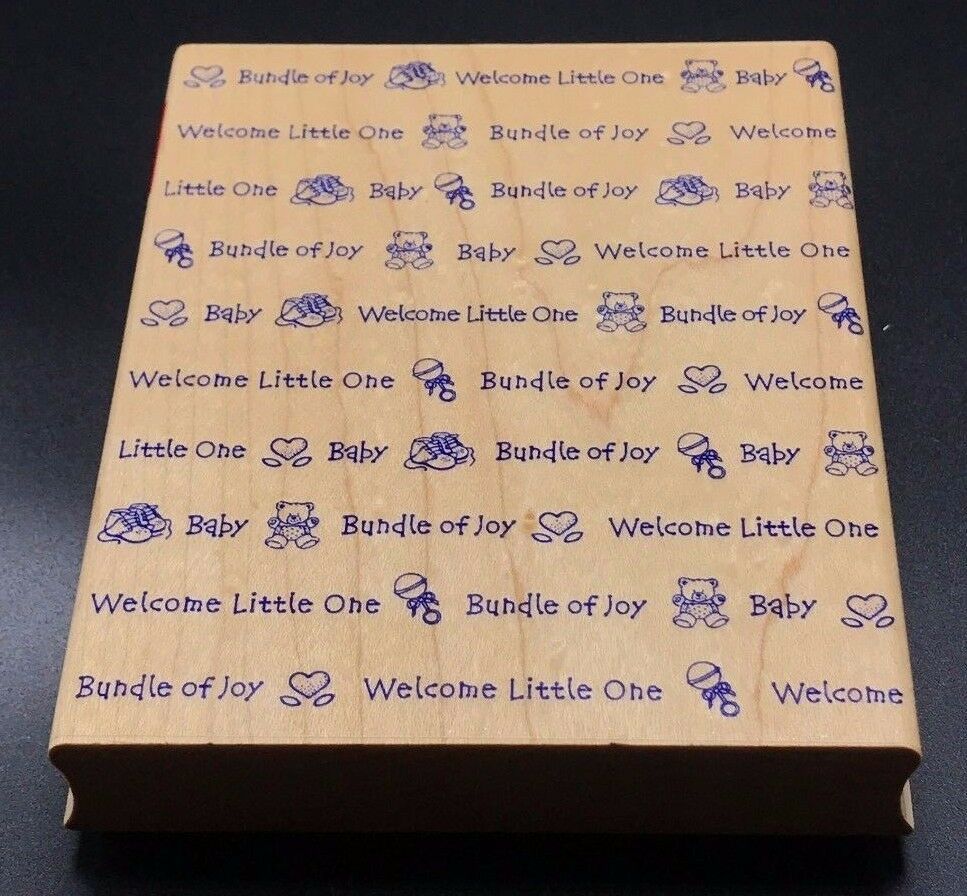 Bundle of Joy Welcome Little One Baby
Welcome Little One Bundle of Joy Welcome
Little One Baby Bundle of Joy Baby
Bundle of Joy Baby Welcome Little One
Baby Welcome Little One Bundle of Joy
Welcome Little One Bundle of Joy Welcome
Little One Baby Bundle of Joy Baby
Baby Bundle of Joy Welcome Little One
Welcome Little One Bundle of Joy Baby
Bundle of Joy Welcome Little One Welcome